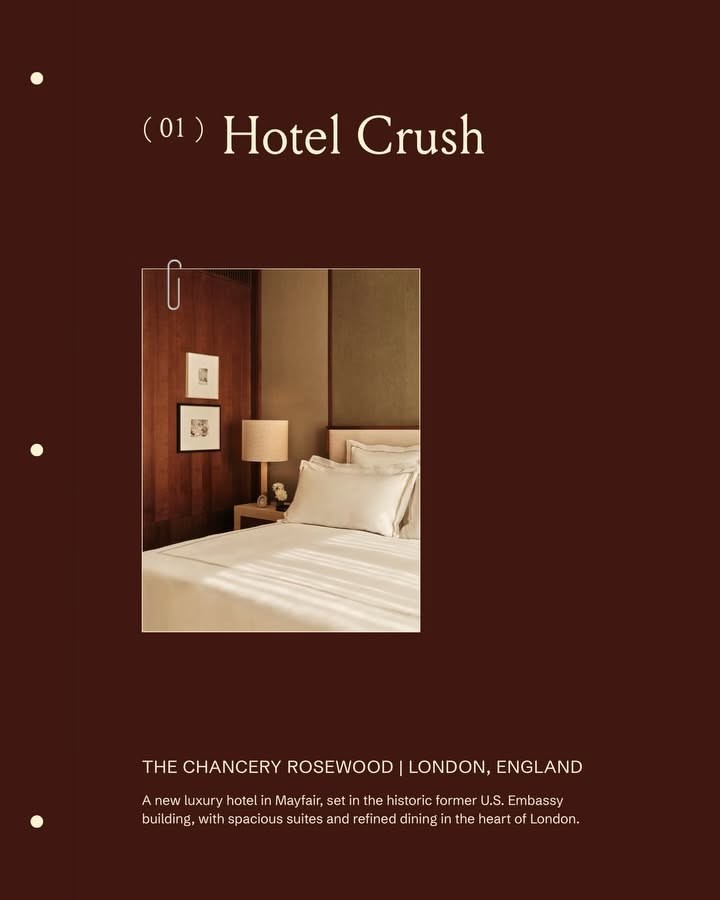 ( 01 ) Hotel Crush
THE CHANCERY ROSEWOOD | LONDON, ENGLAND
A new luxury hotel in Mayfair, set in the historic former U.S. Embassy
building, with spacious suites and refined dining in the heart of London.